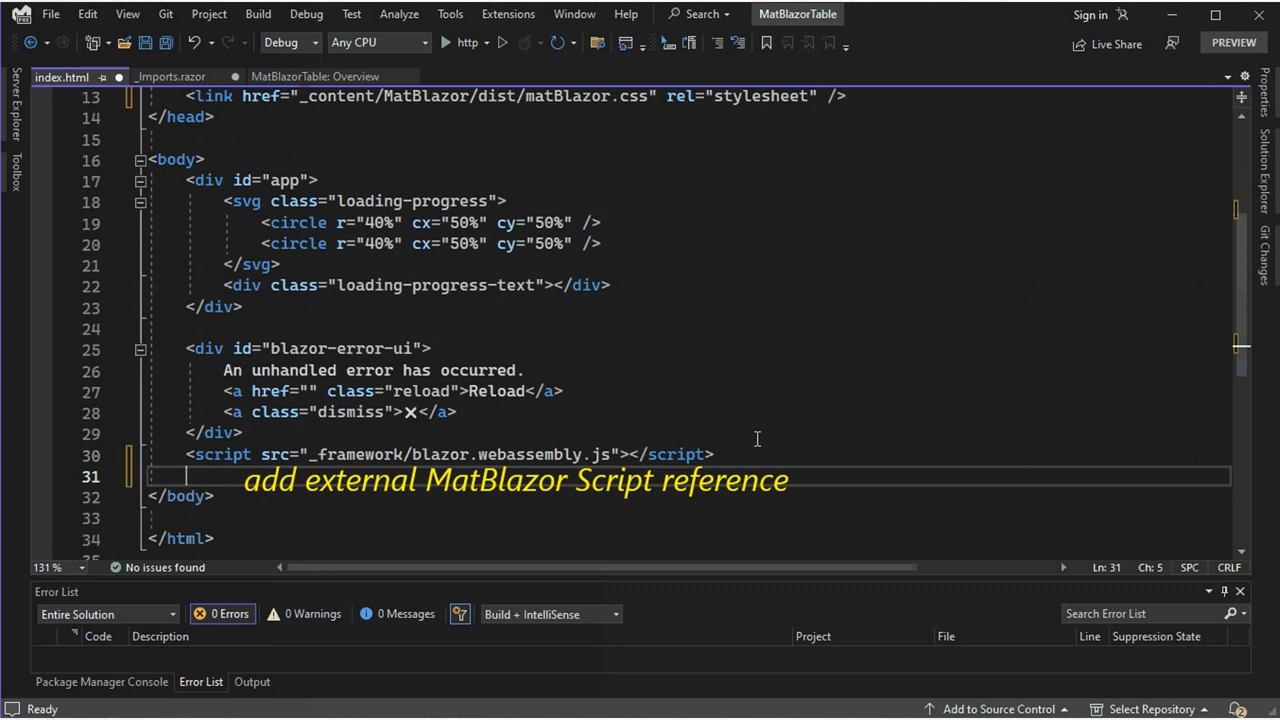 File Edit View Git Project Build Debug Test Analyze Tools Extensions Window Help Search MatBlazorTable Sign in
PRE
Debug Any CPU http Live Share PREVIEW
index.html _Imports.razor MatBlazorTable: Overview
Server Explorer
Toolbox
Properties
Solution Explorer
Git Changes
13 <link href="_content/MatBlazor/dist/matBlazor.css" rel="stylesheet" />
14 </head>
15
16 <body>
17 <div id="app">
18 <svg class="loading-progress">
19 <circle r="40%" cx="50%" cy="50%" />
20 <circle r="40%" cx="50%" cy="50%" />
21 </svg>
22 <div class="loading-progress-text"></div>
23 </div>
24
25 <div id="blazor-error-ui">
26 An unhandled error has occurred.
27 <a href="" class="reload">Reload</a>
28 <a class="dismiss">🗙</a>
29 </div>
30 <script src="_framework/blazor.webassembly.js"></script>
31 add external MatBlazor Script reference
32 </body>
33
34 </html>
35
131 % No issues found Ln: 31 Ch: 5 SPC CRLF
Error List
Entire Solution 0 Errors 0 Warnings 0 Messages Build + IntelliSense Search Error List
Code Description Project File Line Suppression State
Package Manager Console Error List Output
Ready Add to Source Control Select Repository 2